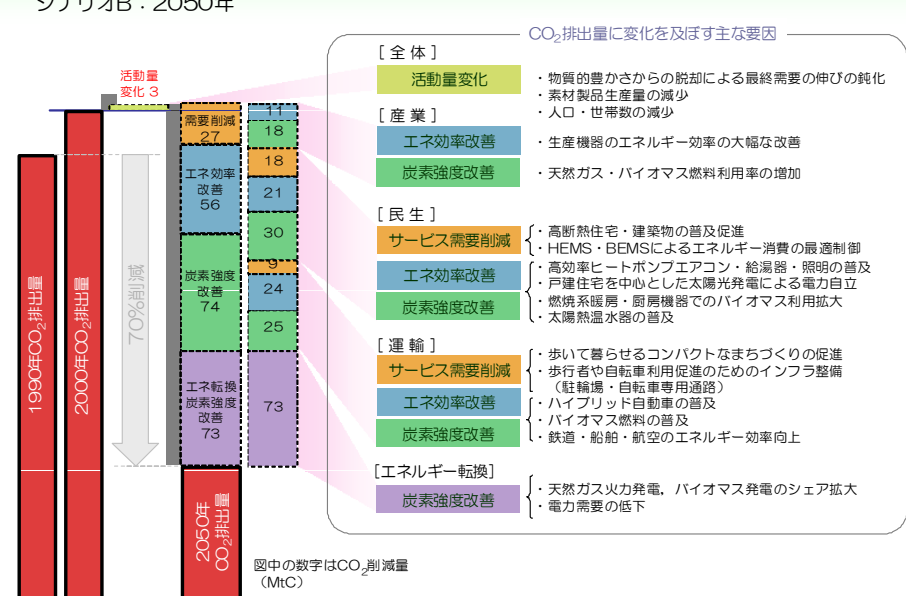 シナリオB：2050年
CO2排出量に変化を及ぼす主な要因
活動量
変化 3
需要削減
27
エネ効率
改善
56
炭素強度
改善
74
エネ転換
炭素強度
改善
73
11
18
18
21
30
9
24
25
73
1990年CO2排出量
2000年CO2排出量
70%削減
2050年
CO2排出量
図中の数字はCO2削減量
（MtC）
[全体]
活動量変化
・物質的豊かさからの脱却による最終需要の伸びの鈍化
・素材製品生産量の減少
・人口・世帯数の減少
[産業]
エネ効率改善
・生産機器のエネルギー効率の大幅な改善
炭素強度改善
・天然ガス・バイオマス燃料利用率の増加
[民生]
サービス需要削減
・高断熱住宅・建築物の普及促進
・HEMS・BEMSによるエネルギー消費の最適制御
エネ効率改善
炭素強度改善
・高効率ヒートポンプエアコン・給湯器・照明の普及
・戸建住宅を中心とした太陽光発電による電力自立
・燃焼系暖房・厨房機器でのバイオマス利用拡大
・太陽熱温水器の普及
[運輸]
サービス需要削減
・歩いて暮らせるコンパクトなまちづくりの促進
・歩行者や自転車利用促進のためのインフラ整備
（駐輪場・自転車専用通路）
エネ効率改善
炭素強度改善
・ハイブリッド自動車の普及
・バイオマス燃料の普及
・鉄道・船舶・航空のエネルギー効率向上
[エネルギー転換]
炭素強度改善
・天然ガス火力発電，バイオマス発電のシェア拡大
・電力需要の低下